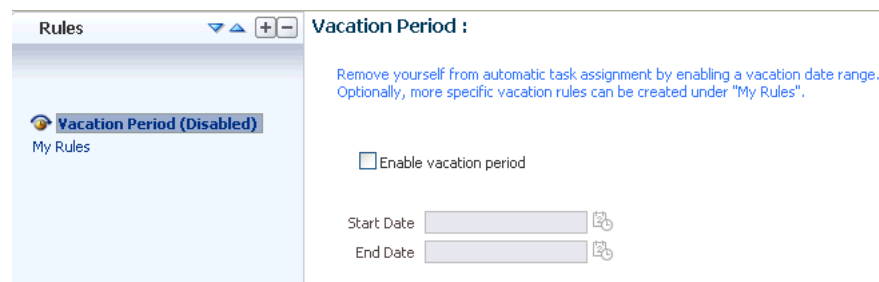 Rules
Vacation Period (Disabled)
My Rules
Vacation Period :
Remove yourself from automatic task assignment by enabling a vacation date range.
Optionally, more specific vacation rules can be created under "My Rules".
Enable vacation period
Start Date
End Date